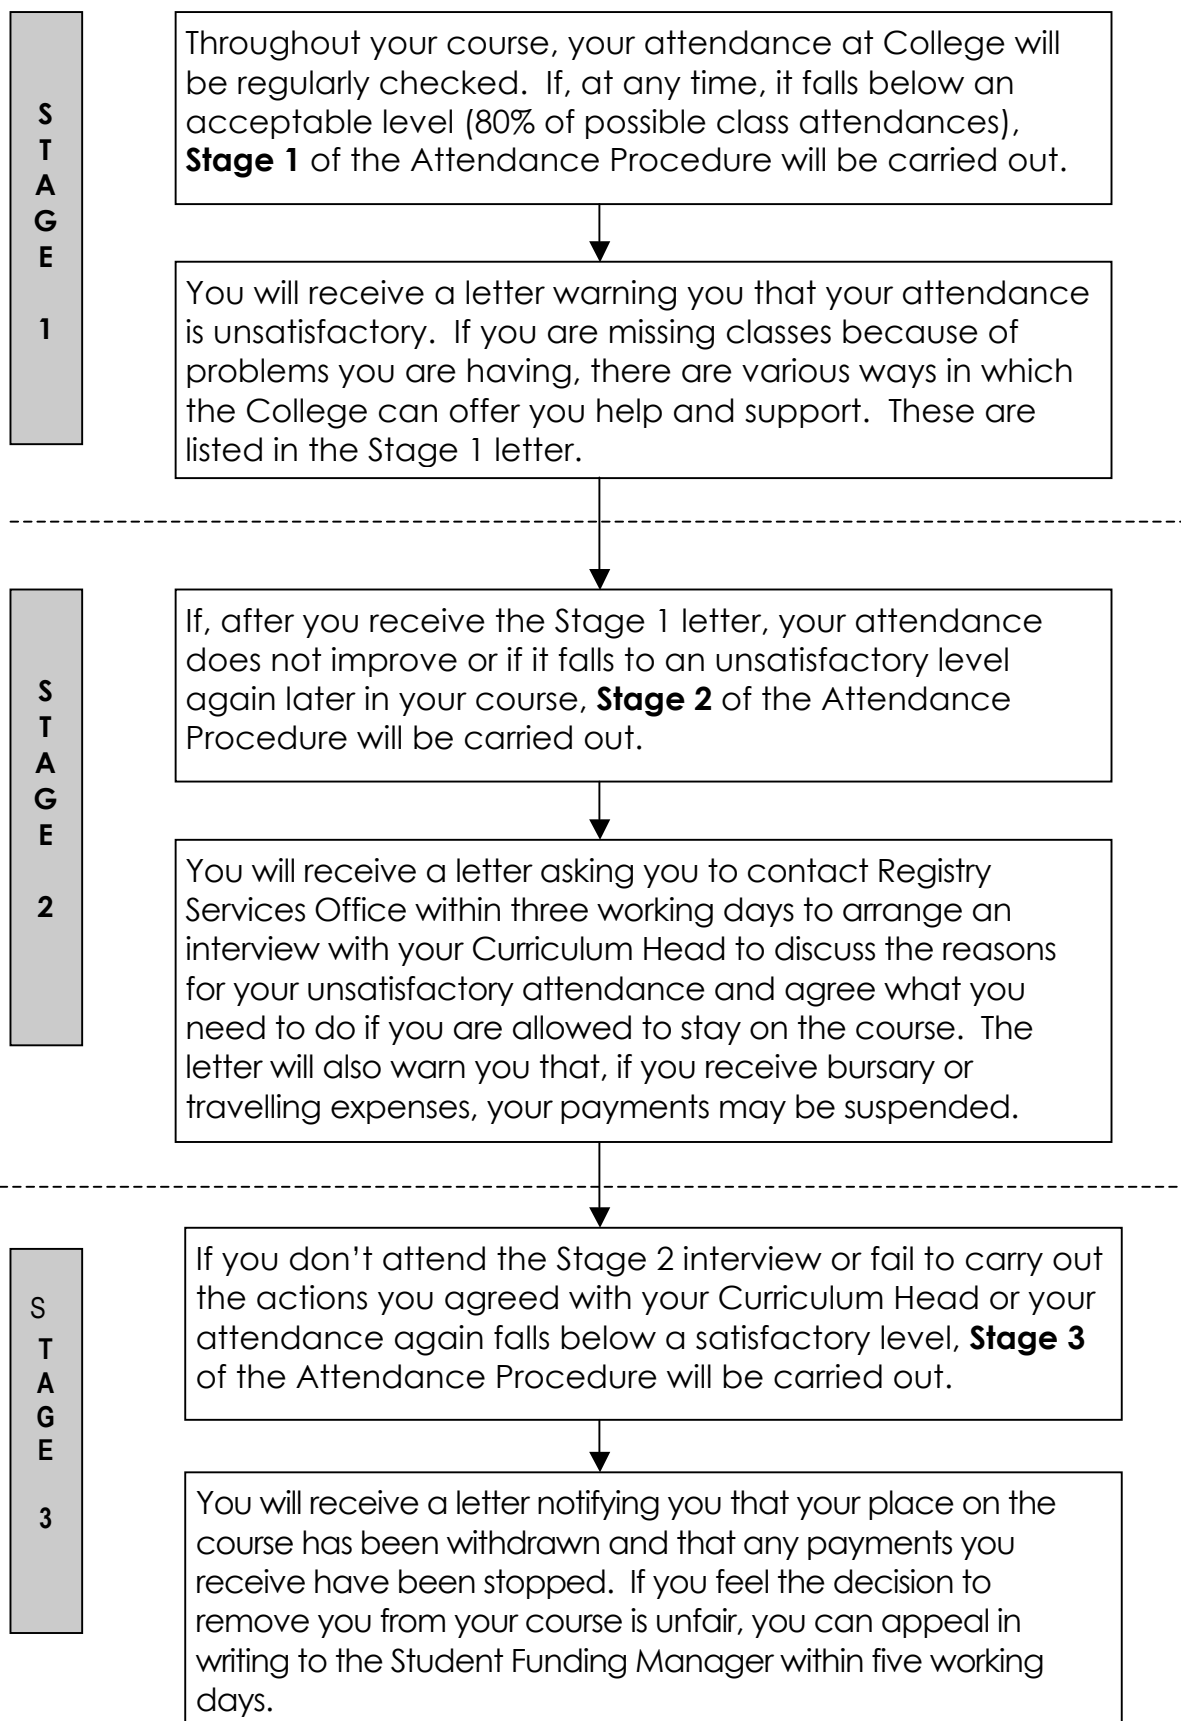 STAGE 1
Throughout your course, your attendance at College will
be regularly checked.  If, at any time, it falls below an
acceptable level (80% of possible class attendances),
Stage 1 of the Attendance Procedure will be carried out.
You will receive a letter warning you that your attendance
is unsatisfactory.  If you are missing classes because of
problems you are having, there are various ways in which
the College can offer you help and support.  These are
listed in the Stage 1 letter.
STAGE 2
If, after you receive the Stage 1 letter, your attendance
does not improve or if it falls to an unsatisfactory level
again later in your course, Stage 2 of the Attendance
Procedure will be carried out.
You will receive a letter asking you to contact Registry
Services Office within three working days to arrange an
interview with your Curriculum Head to discuss the reasons
for your unsatisfactory attendance and agree what you
need to do if you are allowed to stay on the course.  The
letter will also warn you that, if you receive bursary or
travelling expenses, your payments may be suspended.
STAGE 3
If you don’t attend the Stage 2 interview or fail to carry out
the actions you agreed with your Curriculum Head or your
attendance again falls below a satisfactory level, Stage 3
of the Attendance Procedure will be carried out.
You will receive a letter notifying you that your place on the
course has been withdrawn and that any payments you
receive have been stopped.  If you feel the decision to
remove you from your course is unfair, you can appeal in
writing to the Student Funding Manager within five working
days.